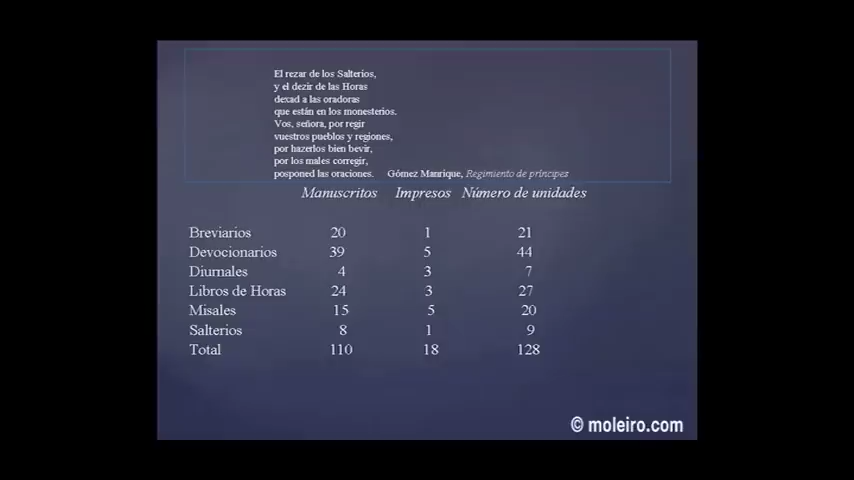 El rezar de los Salterios,
y el dezir de las Horas
dexad a las oradoras
que están en los monesterios.
Vos, señora, por regir
vuestros pueblos y regiones,
por hazerlos bien bevir,
por los males corregir,
posponed las oraciones. Gómez Manrique, Regimiento de príncipes
Manuscritos Impresos Número de unidades
Breviarios 20 1 21
Devocionarios 39 5 44
Diurnales 4 3 7
Libros de Horas 24 3 27
Misales 15 5 20
Salterios 8 1 9
Total 110 18 128
© moleiro.com